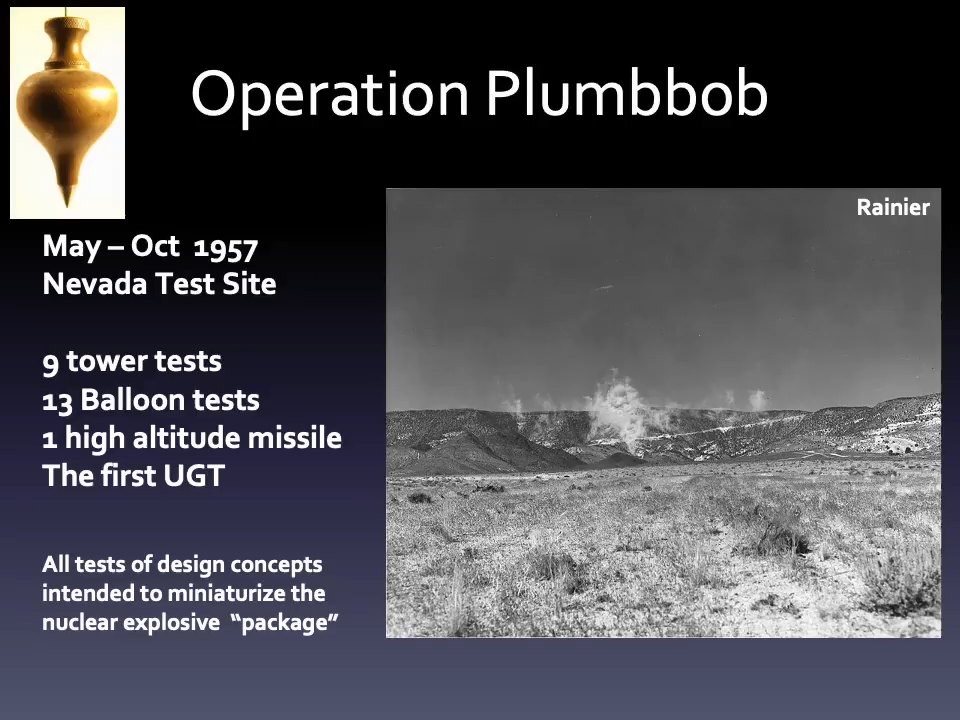 Operation Plumbbob
Rainier
May – Oct  1957
Nevada Test Site
9 tower tests
13 Balloon tests
1 high altitude missile
The first UGT
All tests of design concepts
intended to miniaturize the
nuclear explosive  “package”